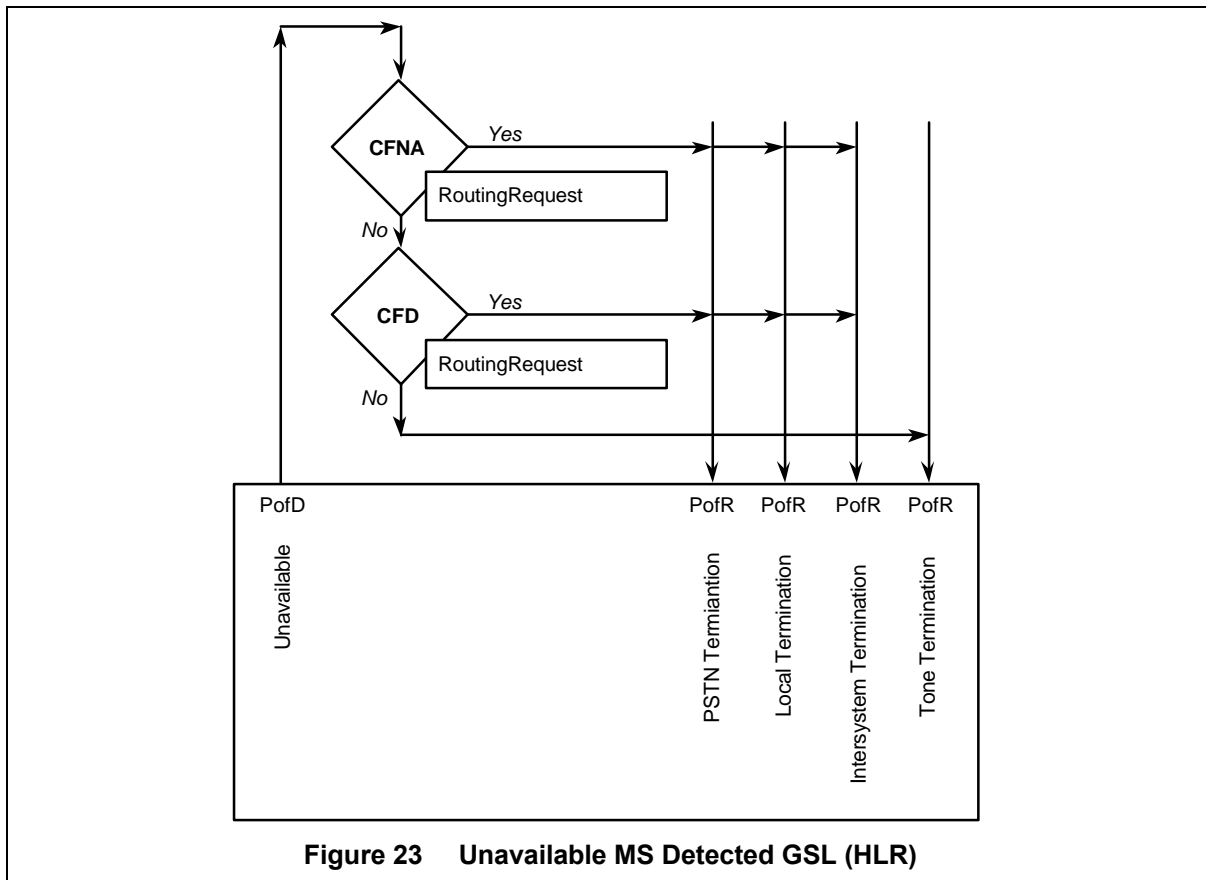 CFNA
Yes
RoutingRequest
No
CFD
Yes
RoutingRequest
No
PofD
PofR
PofR
PofR
PofR
Unavailable
PSTN Termiantion
Local Termination
Intersystem Termination
Tone Termination
Figure 23 Unavailable MS Detected GSL (HLR)